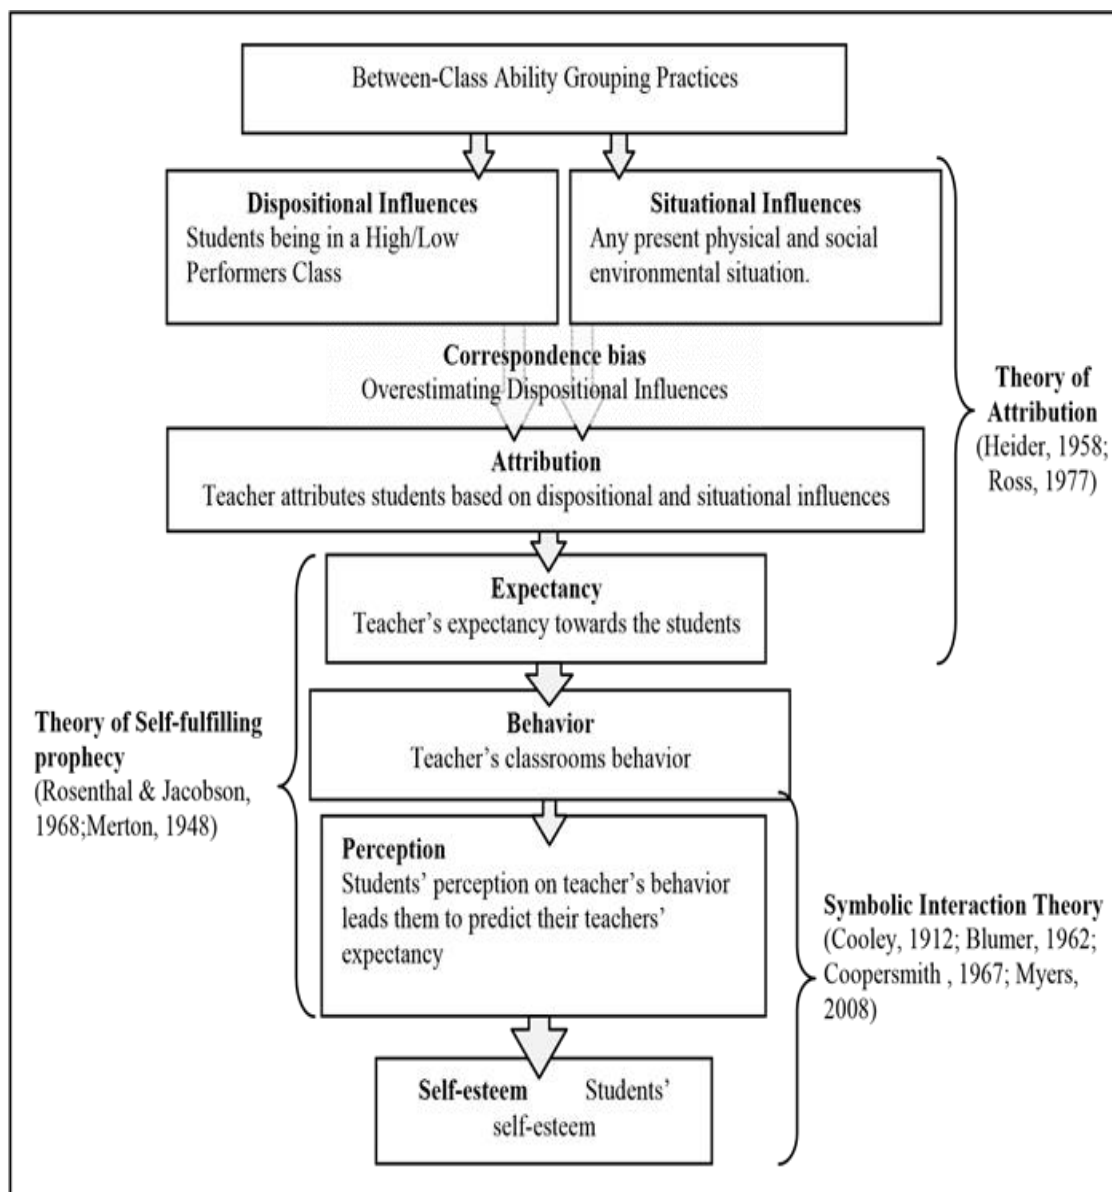 Between-Class Ability Grouping Practices
Dispositional Influences
Students being in a High/Low
Performers Class
Situational Influences
Any present physical and social
environmental situation.
Correspondence bias
Overestimating Dispositional Influences
Theory of
Attribution
(Heider, 1958;
Ross, 1977)
Attribution
Teacher attributes students based on dispositional and situational influences
Expectancy
Teacher's expectancy towards the students
Behavior
Teacher's classrooms behavior
Theory of Self-fulfilling
prophecy
(Rosenthal & Jacobson,
1968;Merton, 1948)
Perception
Students' perception on teacher's behavior
leads them to predict their teachers'
expectancy
Symbolic Interaction Theory
(Cooley, 1912; Blumer, 1962;
Coopersmith , 1967; Myers,
2008)
Self-esteem Students'
self-esteem